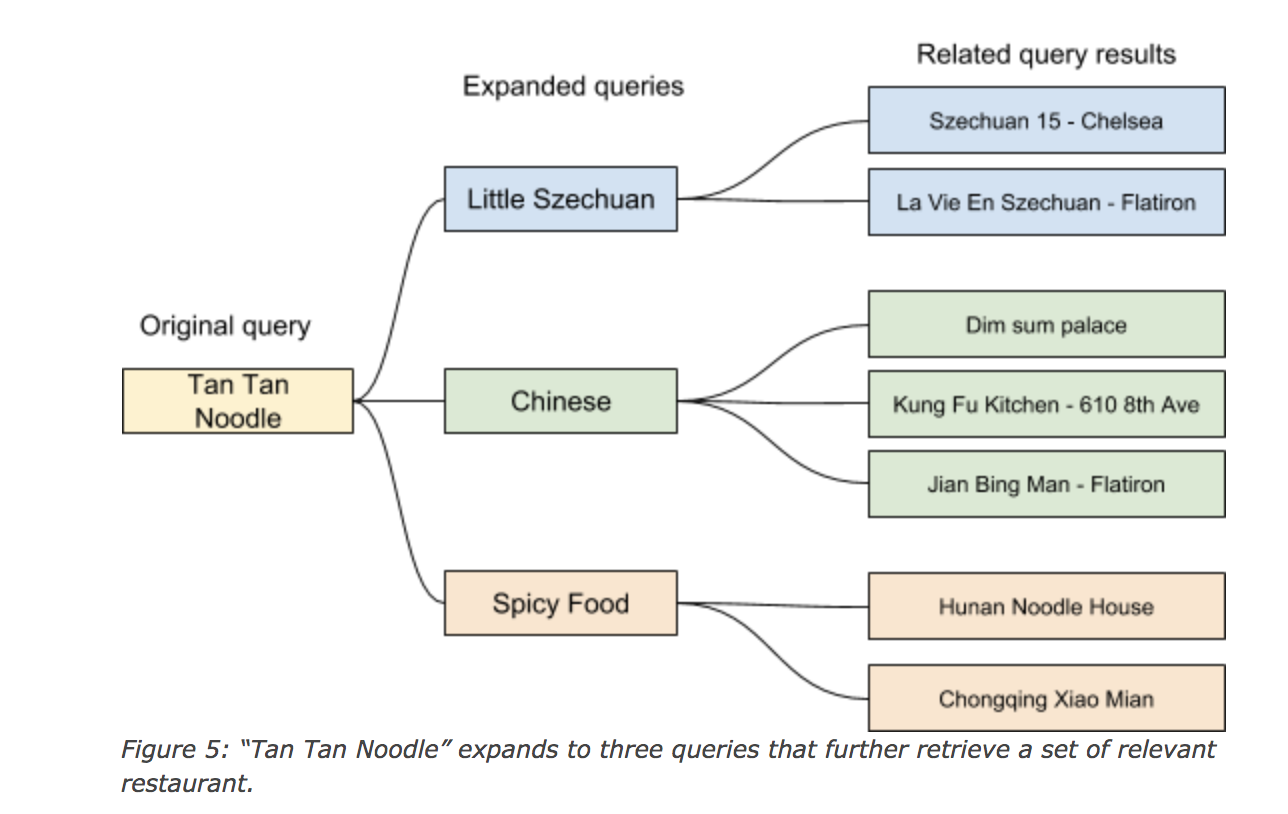 Related query results
Expanded queries
Szechuan 15 - Chelsea
Little Szechuan
La Vie En Szechuan - Flatiron
Original query
Dim sum palace
Tan Tan
Noodle
Chinese
Kung Fu Kitchen - 610 8th Ave
Jian Bing Man - Flatiron
Spicy Food
Hunan Noodle House
Chongqing Xiao Mian
Figure 5: “Tan Tan Noodle” expands to three queries that further retrieve a set of relevant
restaurant.